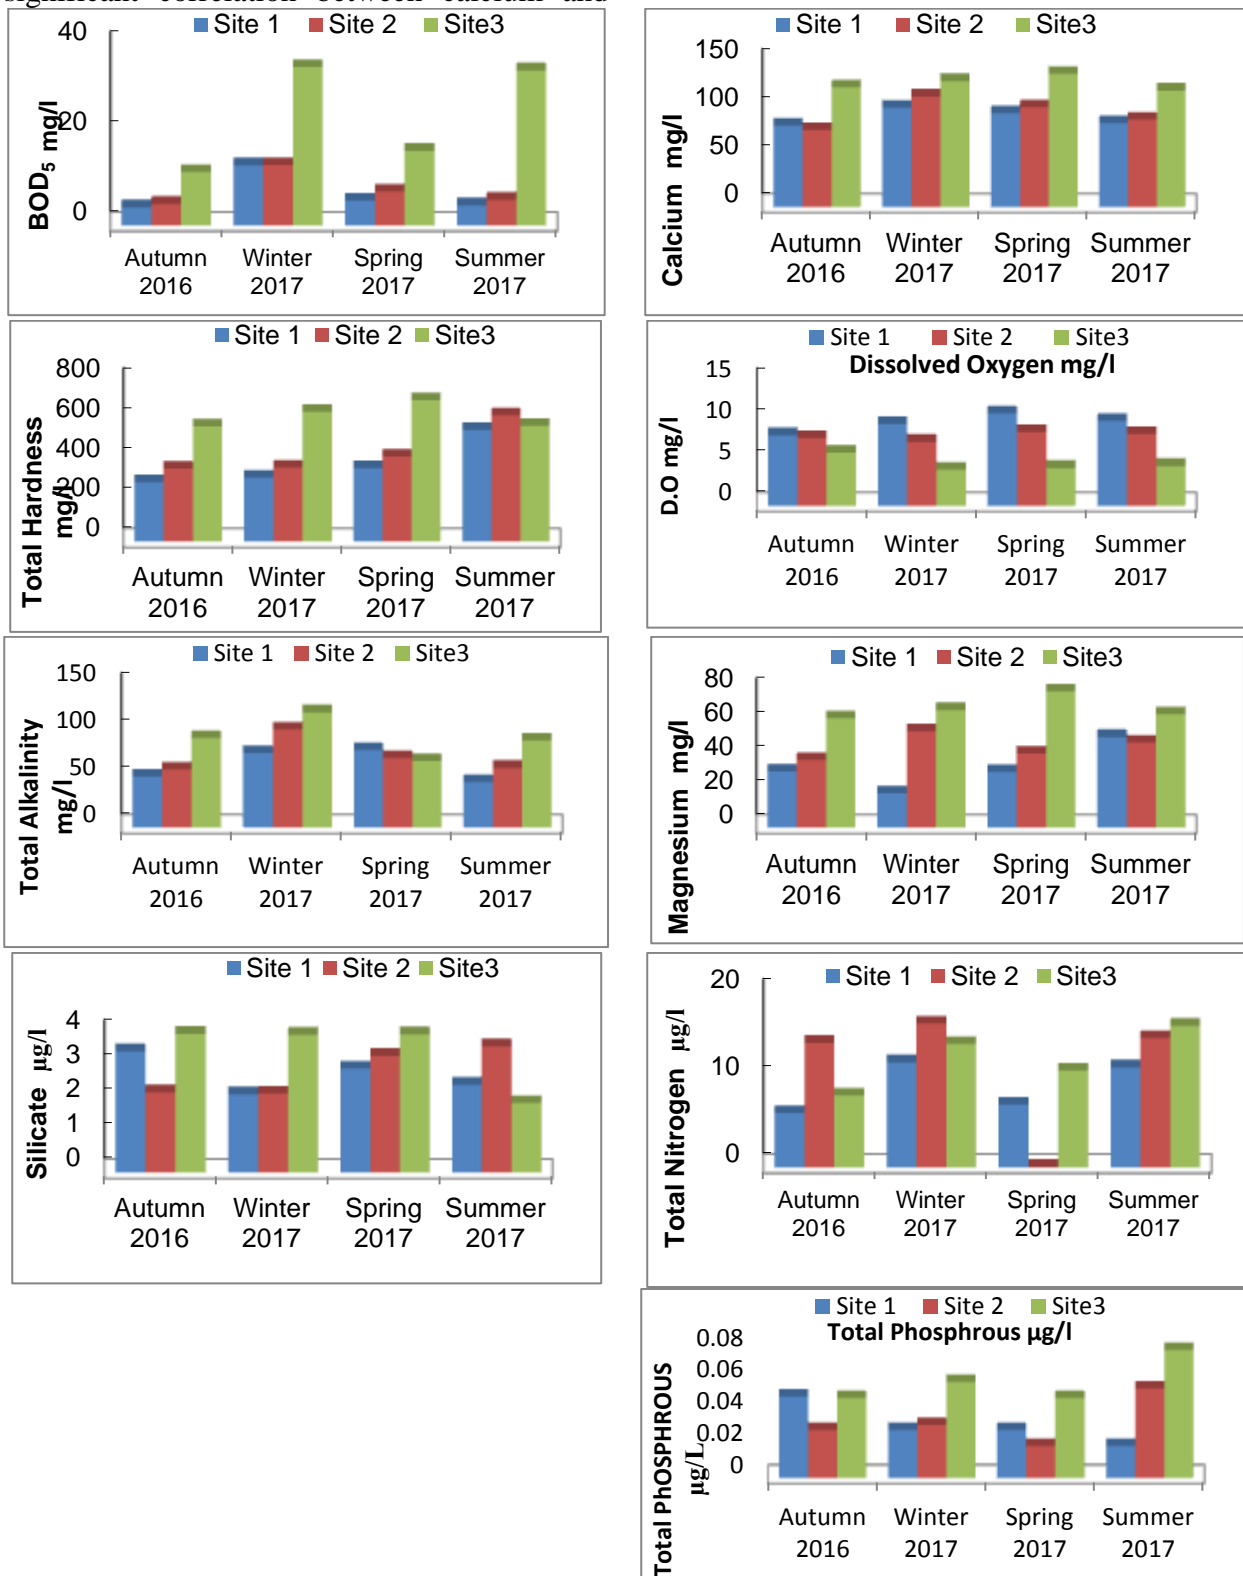 significant correlation between calcium and
Site 1 Site 2 Site3
40
20
0
BOD5 mg/l
Autumn 2016
Winter 2017
Spring 2017
Summer 2017
Site 1 Site 2 Site3
150
100
50
0
Calcium mg/l
Autumn 2016
Winter 2017
Spring 2017
Summer 2017
Site 1 Site 2 Site3
800
600
400
200
0
Total Hardness
mg/l
Autumn 2016
Winter 2017
Spring 2017
Summer 2017
Site 1 Site 2 Site3
Dissolved Oxygen mg/l
15
10
5
0
D.O mg/l
Autumn 2016
Winter 2017
Spring 2017
Summer 2017
Site 1 Site 2 Site3
150
100
50
0
Total Alkalinity
mg/l
Autumn 2016
Winter 2017
Spring 2017
Summer 2017
Site 1 Site 2 Site3
80
60
40
20
0
Magnesium mg/l
Autumn 2016
Winter 2017
Spring 2017
Summer 2017
Site 1 Site 2 Site3
4
3
2
1
0
Silicate µg/l
Autumn 2016
Winter 2017
Spring 2017
Summer 2017
Site 1 Site 2 Site3
20
10
0
Total Nitrogen µg/l
Autumn 2016
Winter 2017
Spring 2017
Summer 2017
Site 1 Site 2 Site3
Total Phosphrous µg/l
0.08
0.06
0.04
0.02
0
Total PhOSPHROUS
µg/L
Autumn 2016
Winter 2017
Spring 2017
Summer 2017